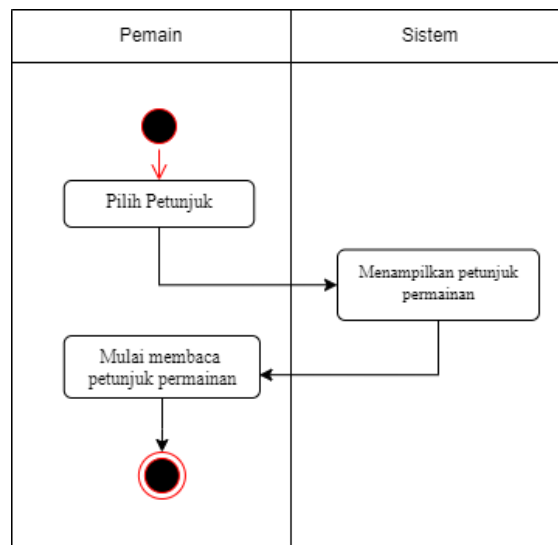 Pemain
Sistem
Pilih Petunjuk
Menampilkan petunjuk
permainan
Mulai membaca
petunjuk permainan